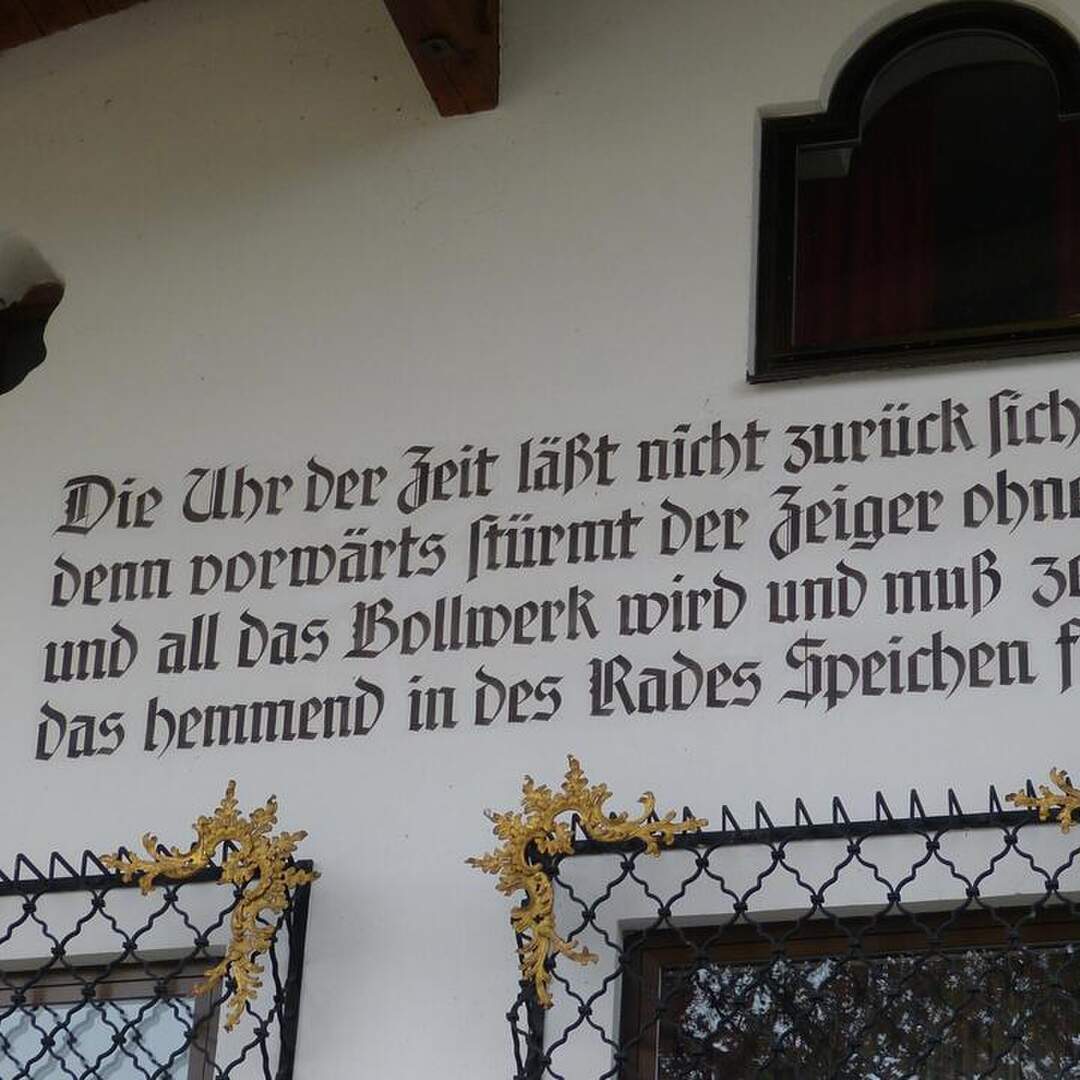 Die Uhr der Zeit läßt nicht zurück sich
denn vorwärts stürmt der Zeiger ohne
und all das Bollwerk wird und muß
das hemmend in des Rades Speichen